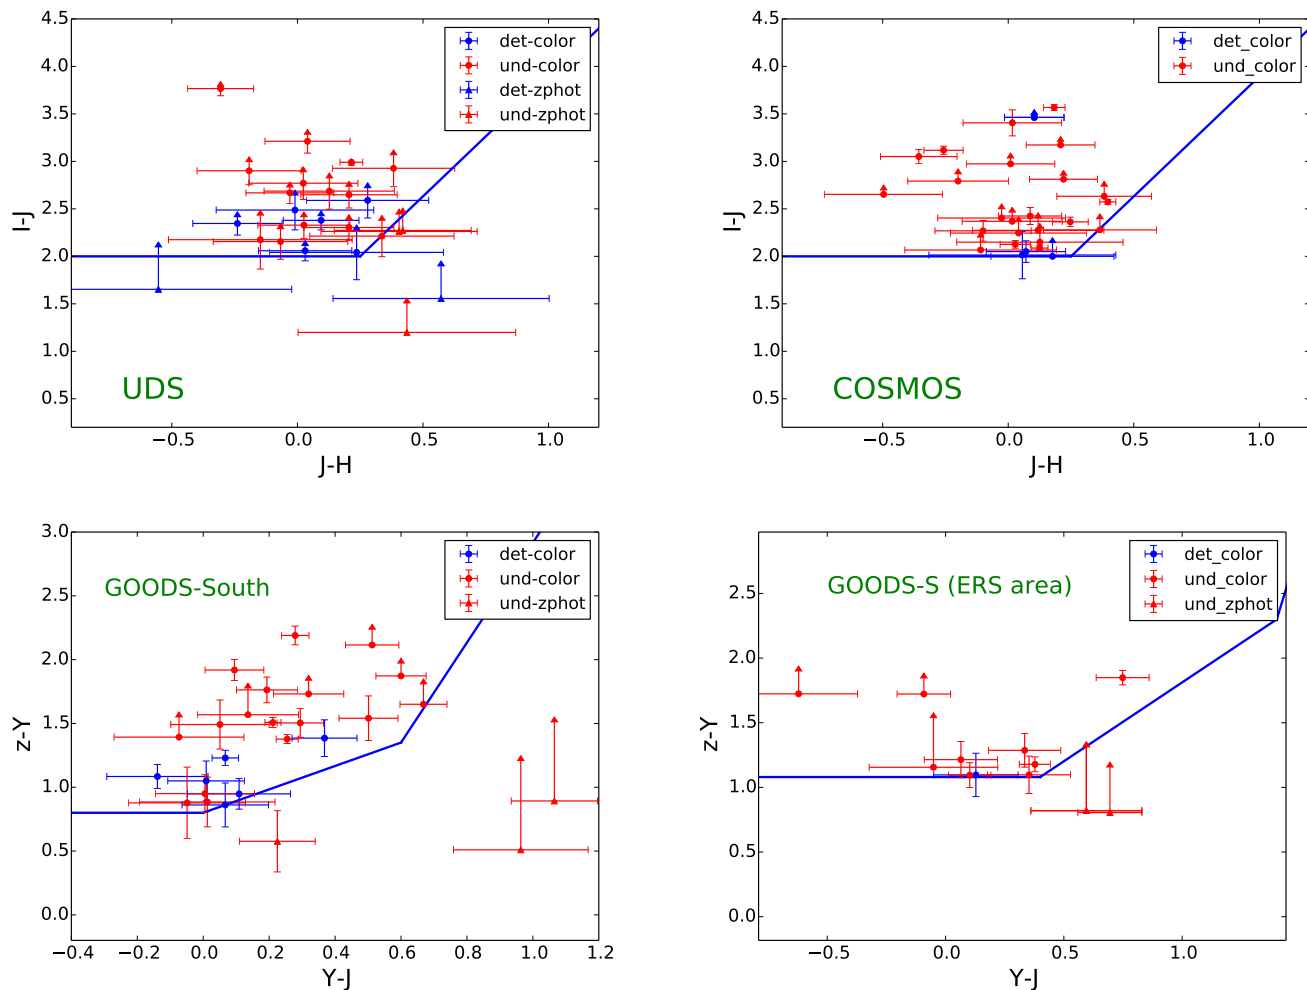 4.5
4.0
3.5
3.0
2.5
2.0
1.5
1.0
0.5
I-J
det-color
und-color
det-zphot
und-zphot
UDS
−0.5
0.0
0.5
1.0
J-H
4.5
4.0
3.5
3.0
2.5
2.0
1.5
1.0
0.5
I-J
det_color
und_color
COSMOS
−0.5
0.0
0.5
1.0
J-H
3.0
2.5
2.0
1.5
1.0
0.5
0.0
z-Y
GOODS-South
det-color
und-color
und-zphot
−0.4
−0.2
0.0
0.2
0.4
0.6
0.8
1.0
1.2
Y-J
2.5
2.0
1.5
1.0
0.5
0.0
z-Y
GOODS-S (ERS area)
det_color
und_color
und_zphot
−0.5
0.0
0.5
1.0
Y-J